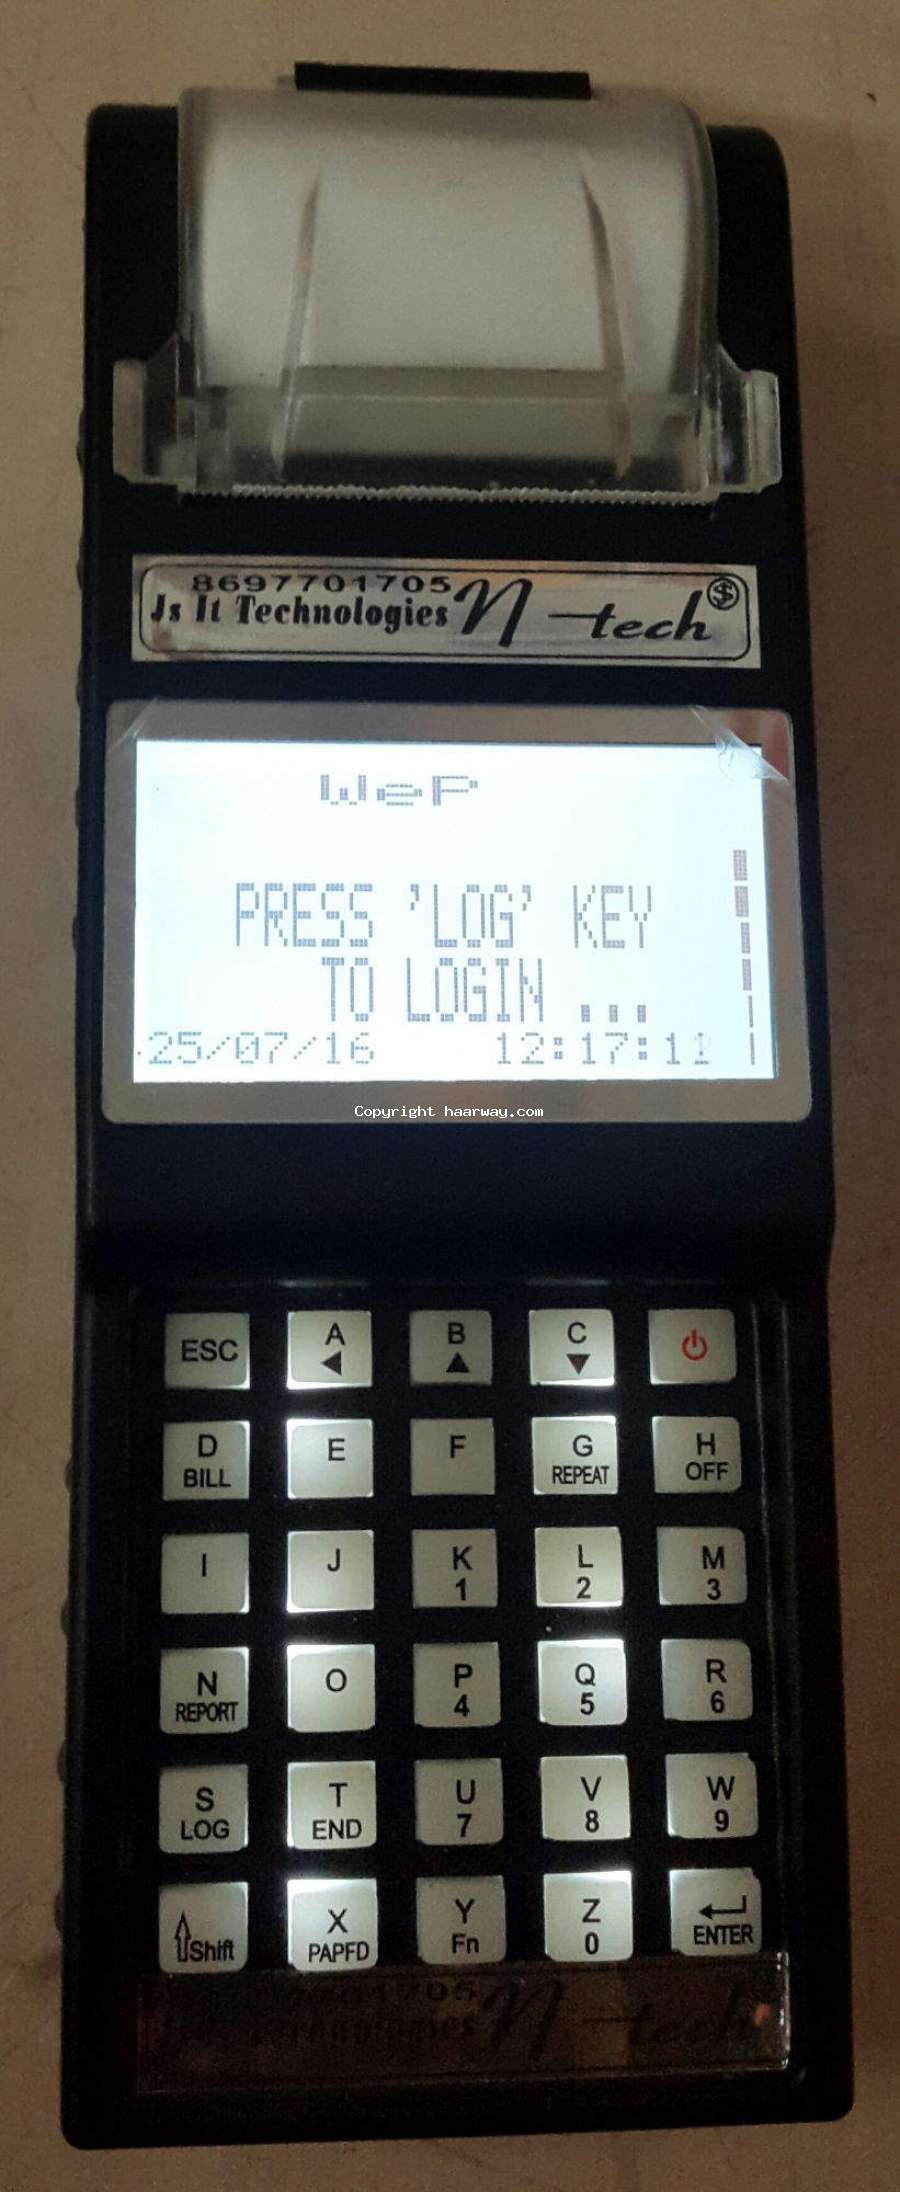 8697701705
Js It Technologies n-tech
WeP
PRESS 'LOG' KEY
TO LOGIN ...
25/07/16 12:17:11
Copyright haarway.com
ESC A B C
D BILL E F G REPEAT H OFF
I J K 1 L 2 M 3
N REPORT O P 4 Q 5 R 6
S LOG T END U 7 V 8 W 9
Shift X PAPFD Y Fn Z 0 ENTER